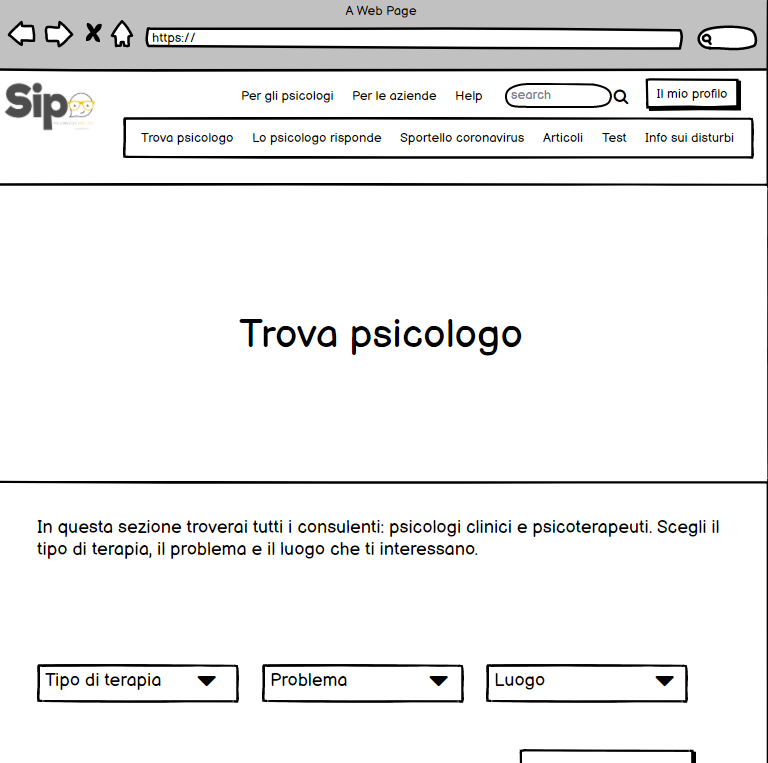 A Web Page
https://
Sipo
Per gli psicologi Per le aziende Help search Il mio profilo
Trova psicologo Lo psicologo risponde Sportello coronavirus Articoli Test Info sui disturbi
Trova psicologo
In questa sezione troverai tutti i consulenti: psicologi clinici e psicoterapeuti. Scegli il
tipo di terapia, il problema e il luogo che ti interessano.
Tipo di terapia Problema Luogo